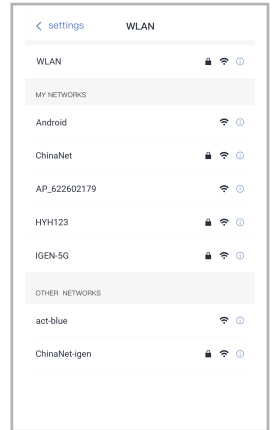 settings WLAN
WLAN
MY NETWORKS
Android
ChinaNet
AP_622602179
HYH123
IGEN-5G
OTHER NETWORKS
act-blue
ChinaNet-igen